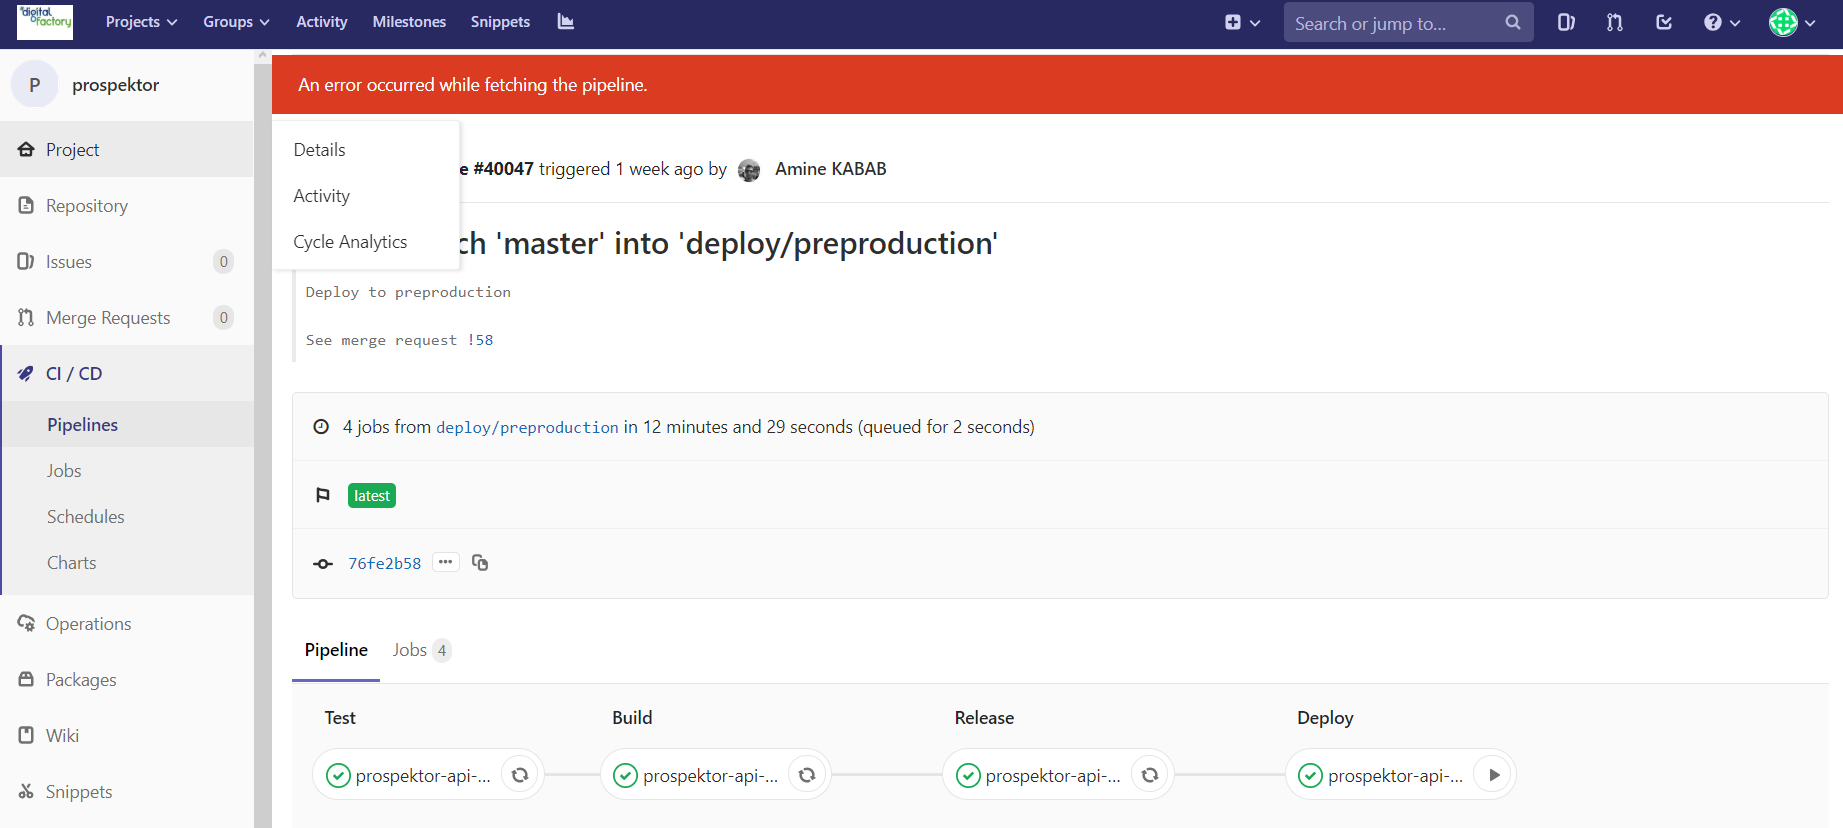 #digital
factory
Projects
Groups
Activity
Milestones
Snippets
Search or jump to...
P
prospektor
Project
Repository
Issues 0
Merge Requests 0
CI / CD
Pipelines
Jobs
Schedules
Charts
Operations
Packages
Wiki
Snippets
An error occurred while fetching the pipeline.
Details
Activity
Cycle Analytics
e #40047 triggered 1 week ago by Amine KABAB
ch 'master' into 'deploy/preproduction'
Deploy to preproduction
See merge request !58
4 jobs from deploy/preproduction in 12 minutes and 29 seconds (queued for 2 seconds)
latest
76fe2b58
Pipeline
Jobs 4
Test
Build
Release
Deploy
prospektor-api-...
prospektor-api-...
prospektor-api-...
prospektor-api-...